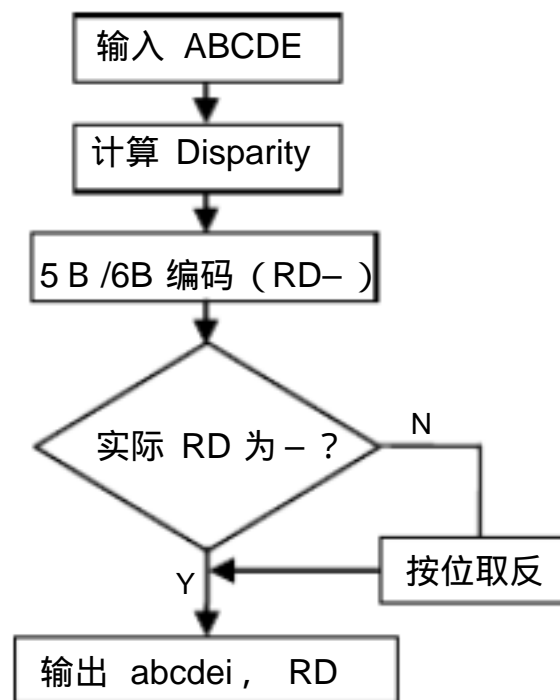 输入 ABCDE
计算 Disparity
5 B /6B 编码（RD– ）
实际 RD 为 – ？
N
按位取反
Y
输出 abcdei , RD